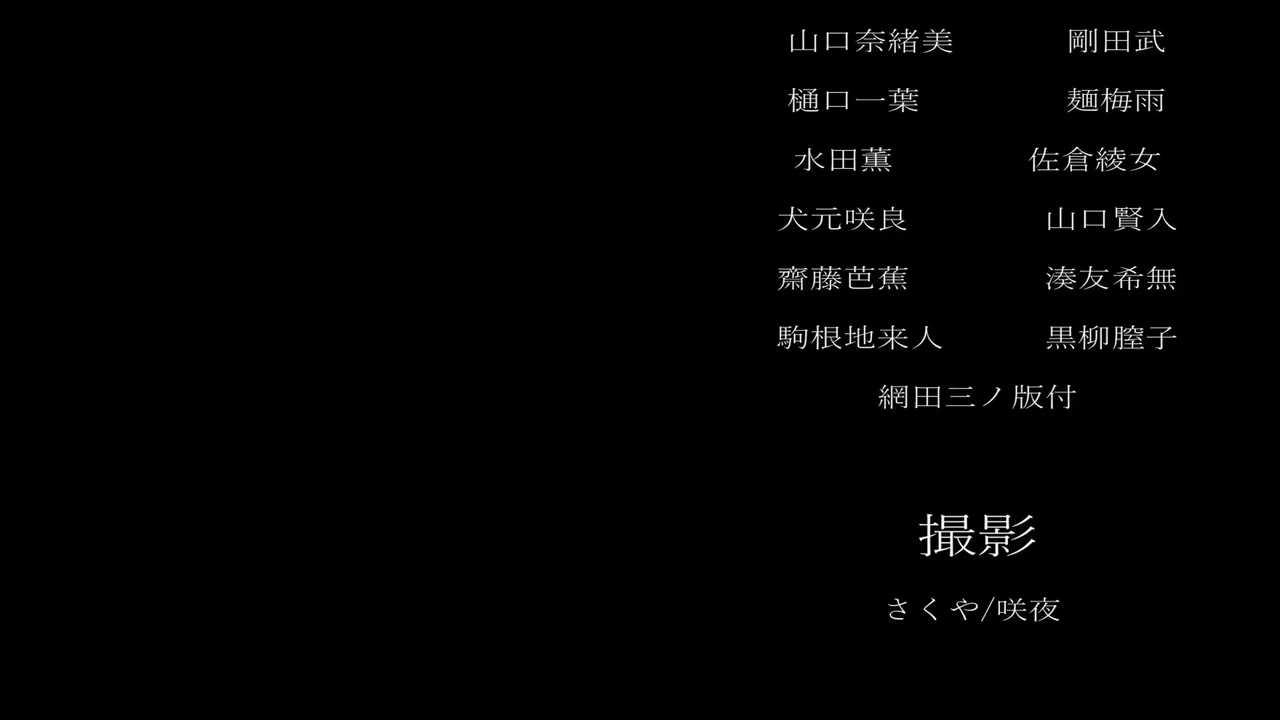 山口奈緒美 剛田武
樋口一葉 麺梅雨
水田薫 佐倉綾女
犬元咲良 山口賢入
齋藤芭蕉 湊友希無
駒根地来人 黒柳膣子
網田三ノ版付
撮影
さくや/咲夜